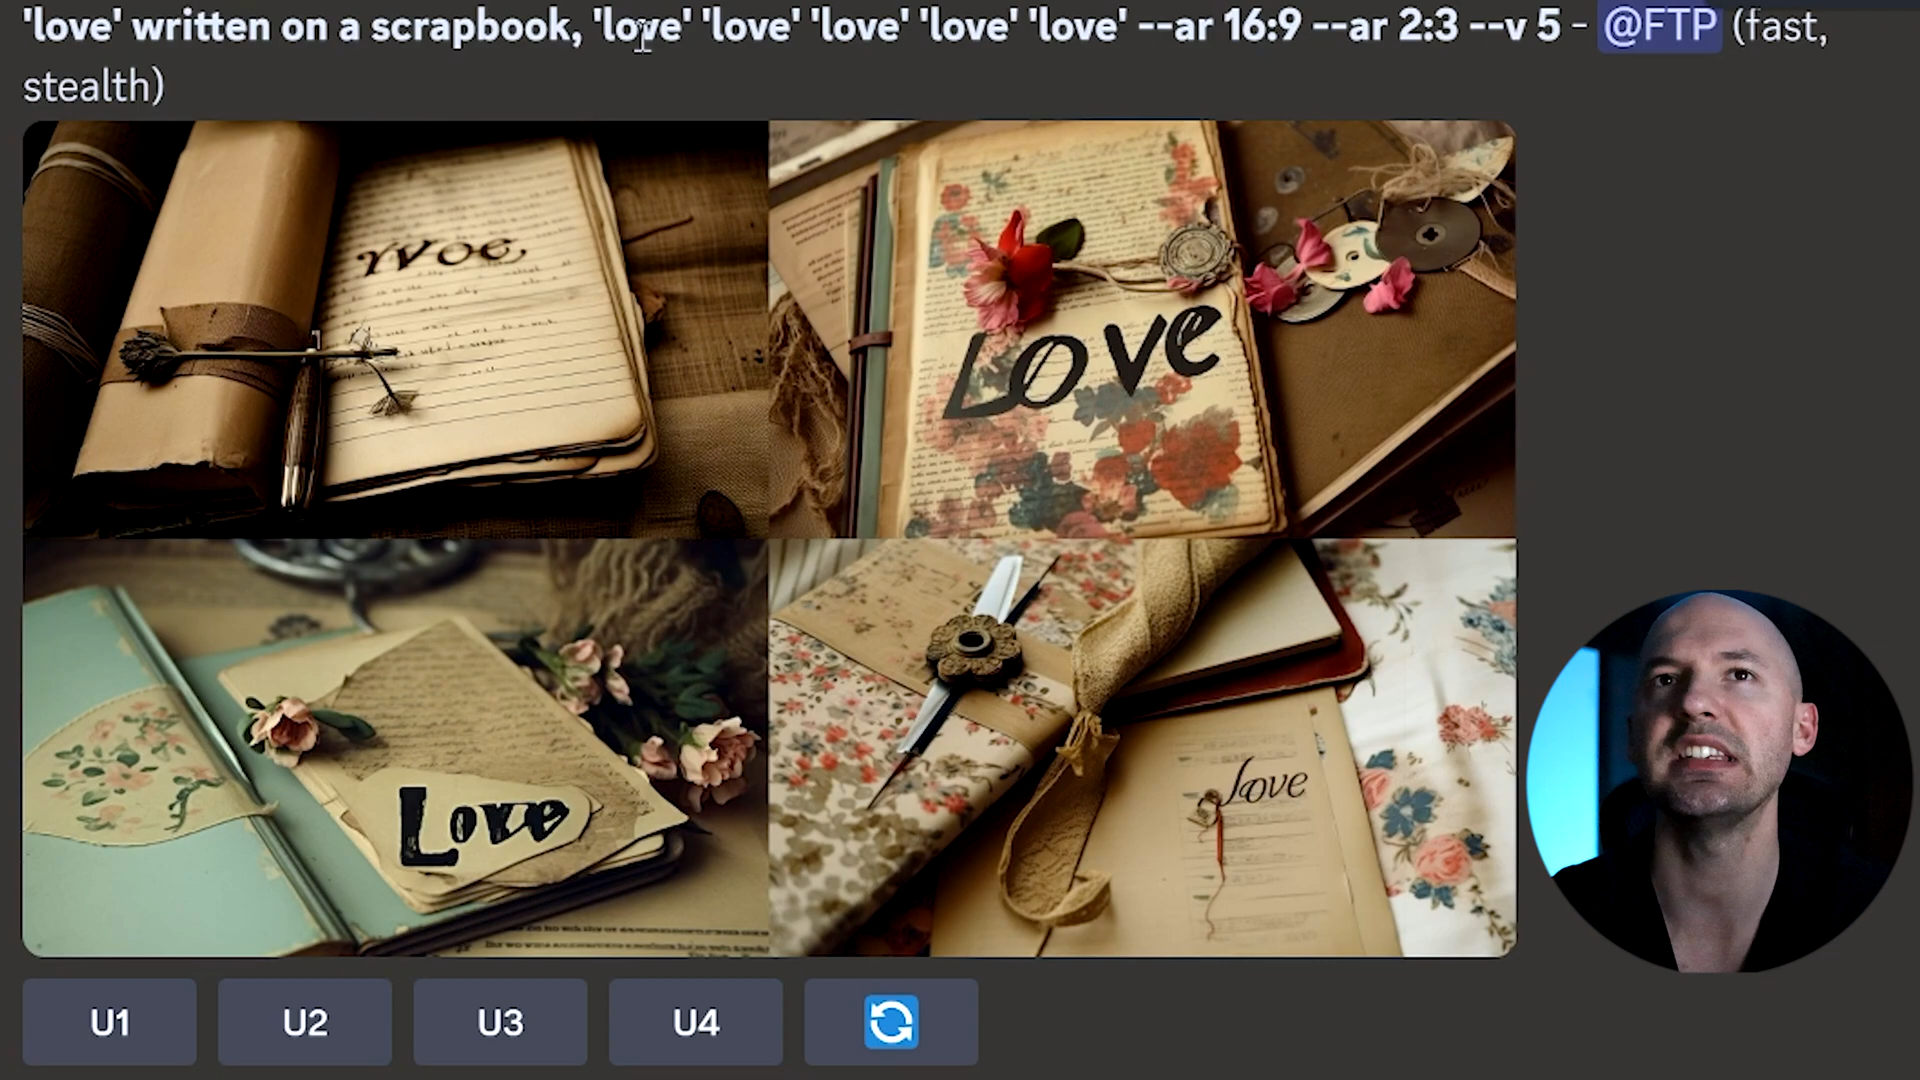 'love' written on a scrapbook, 'love' 'love' 'love' 'love' 'love' --ar 16:9 --ar 2:3 --v 5 - @FTP (fast,
stealth)
woe,
Love
Love
love
U1 U2 U3 U4